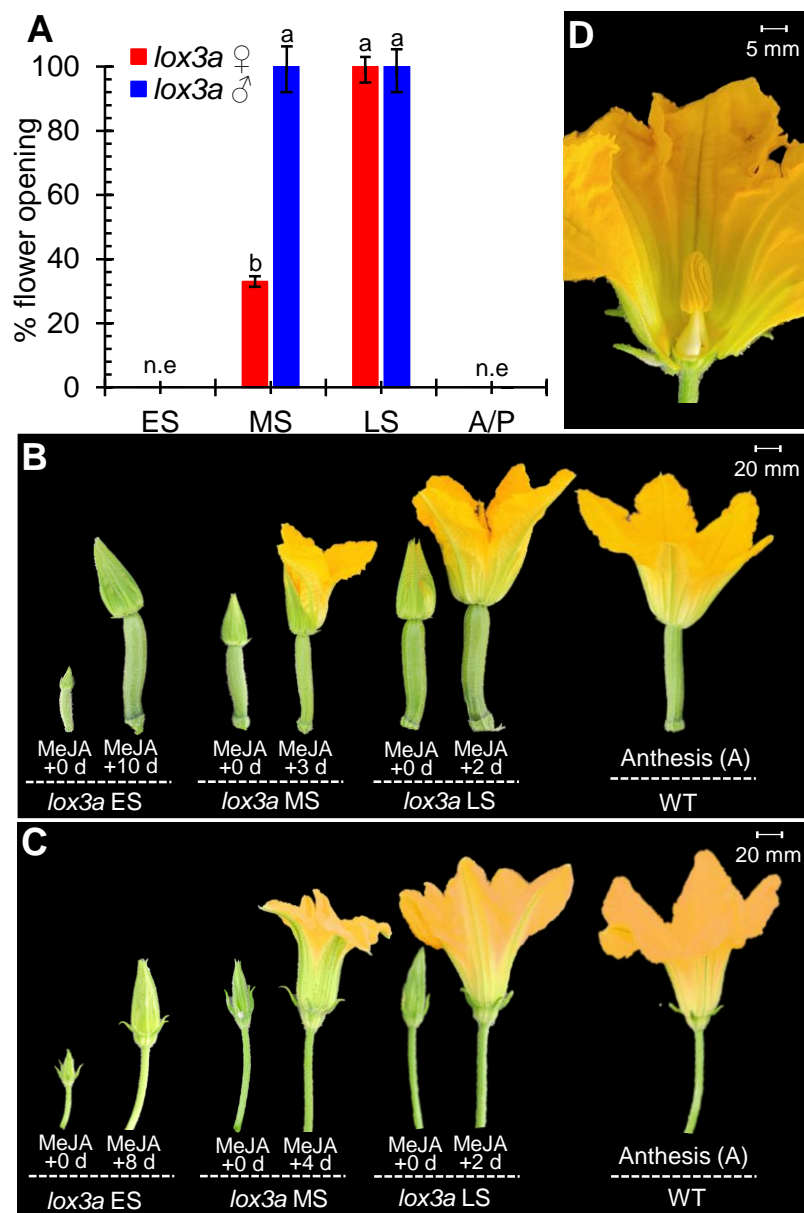 A
lox3a ♀
lox3a ♂
% flower opening
100
80
60
40
20
0
n.e
b
a
a
a
n.e
ES
MS
LS
A/P
D
5 mm
B
20 mm
MeJA
+0 d
MeJA
+10 d
MeJA
+0 d
MeJA
+3 d
MeJA
+0 d
MeJA
+2 d
Anthesis (A)
lox3a ES
lox3a MS
lox3a LS
WT
C
20 mm
MeJA
+0 d
MeJA
+8 d
MeJA
+0 d
MeJA
+4 d
MeJA
+0 d
MeJA
+2 d
Anthesis (A)
lox3a ES
lox3a MS
lox3a LS
WT